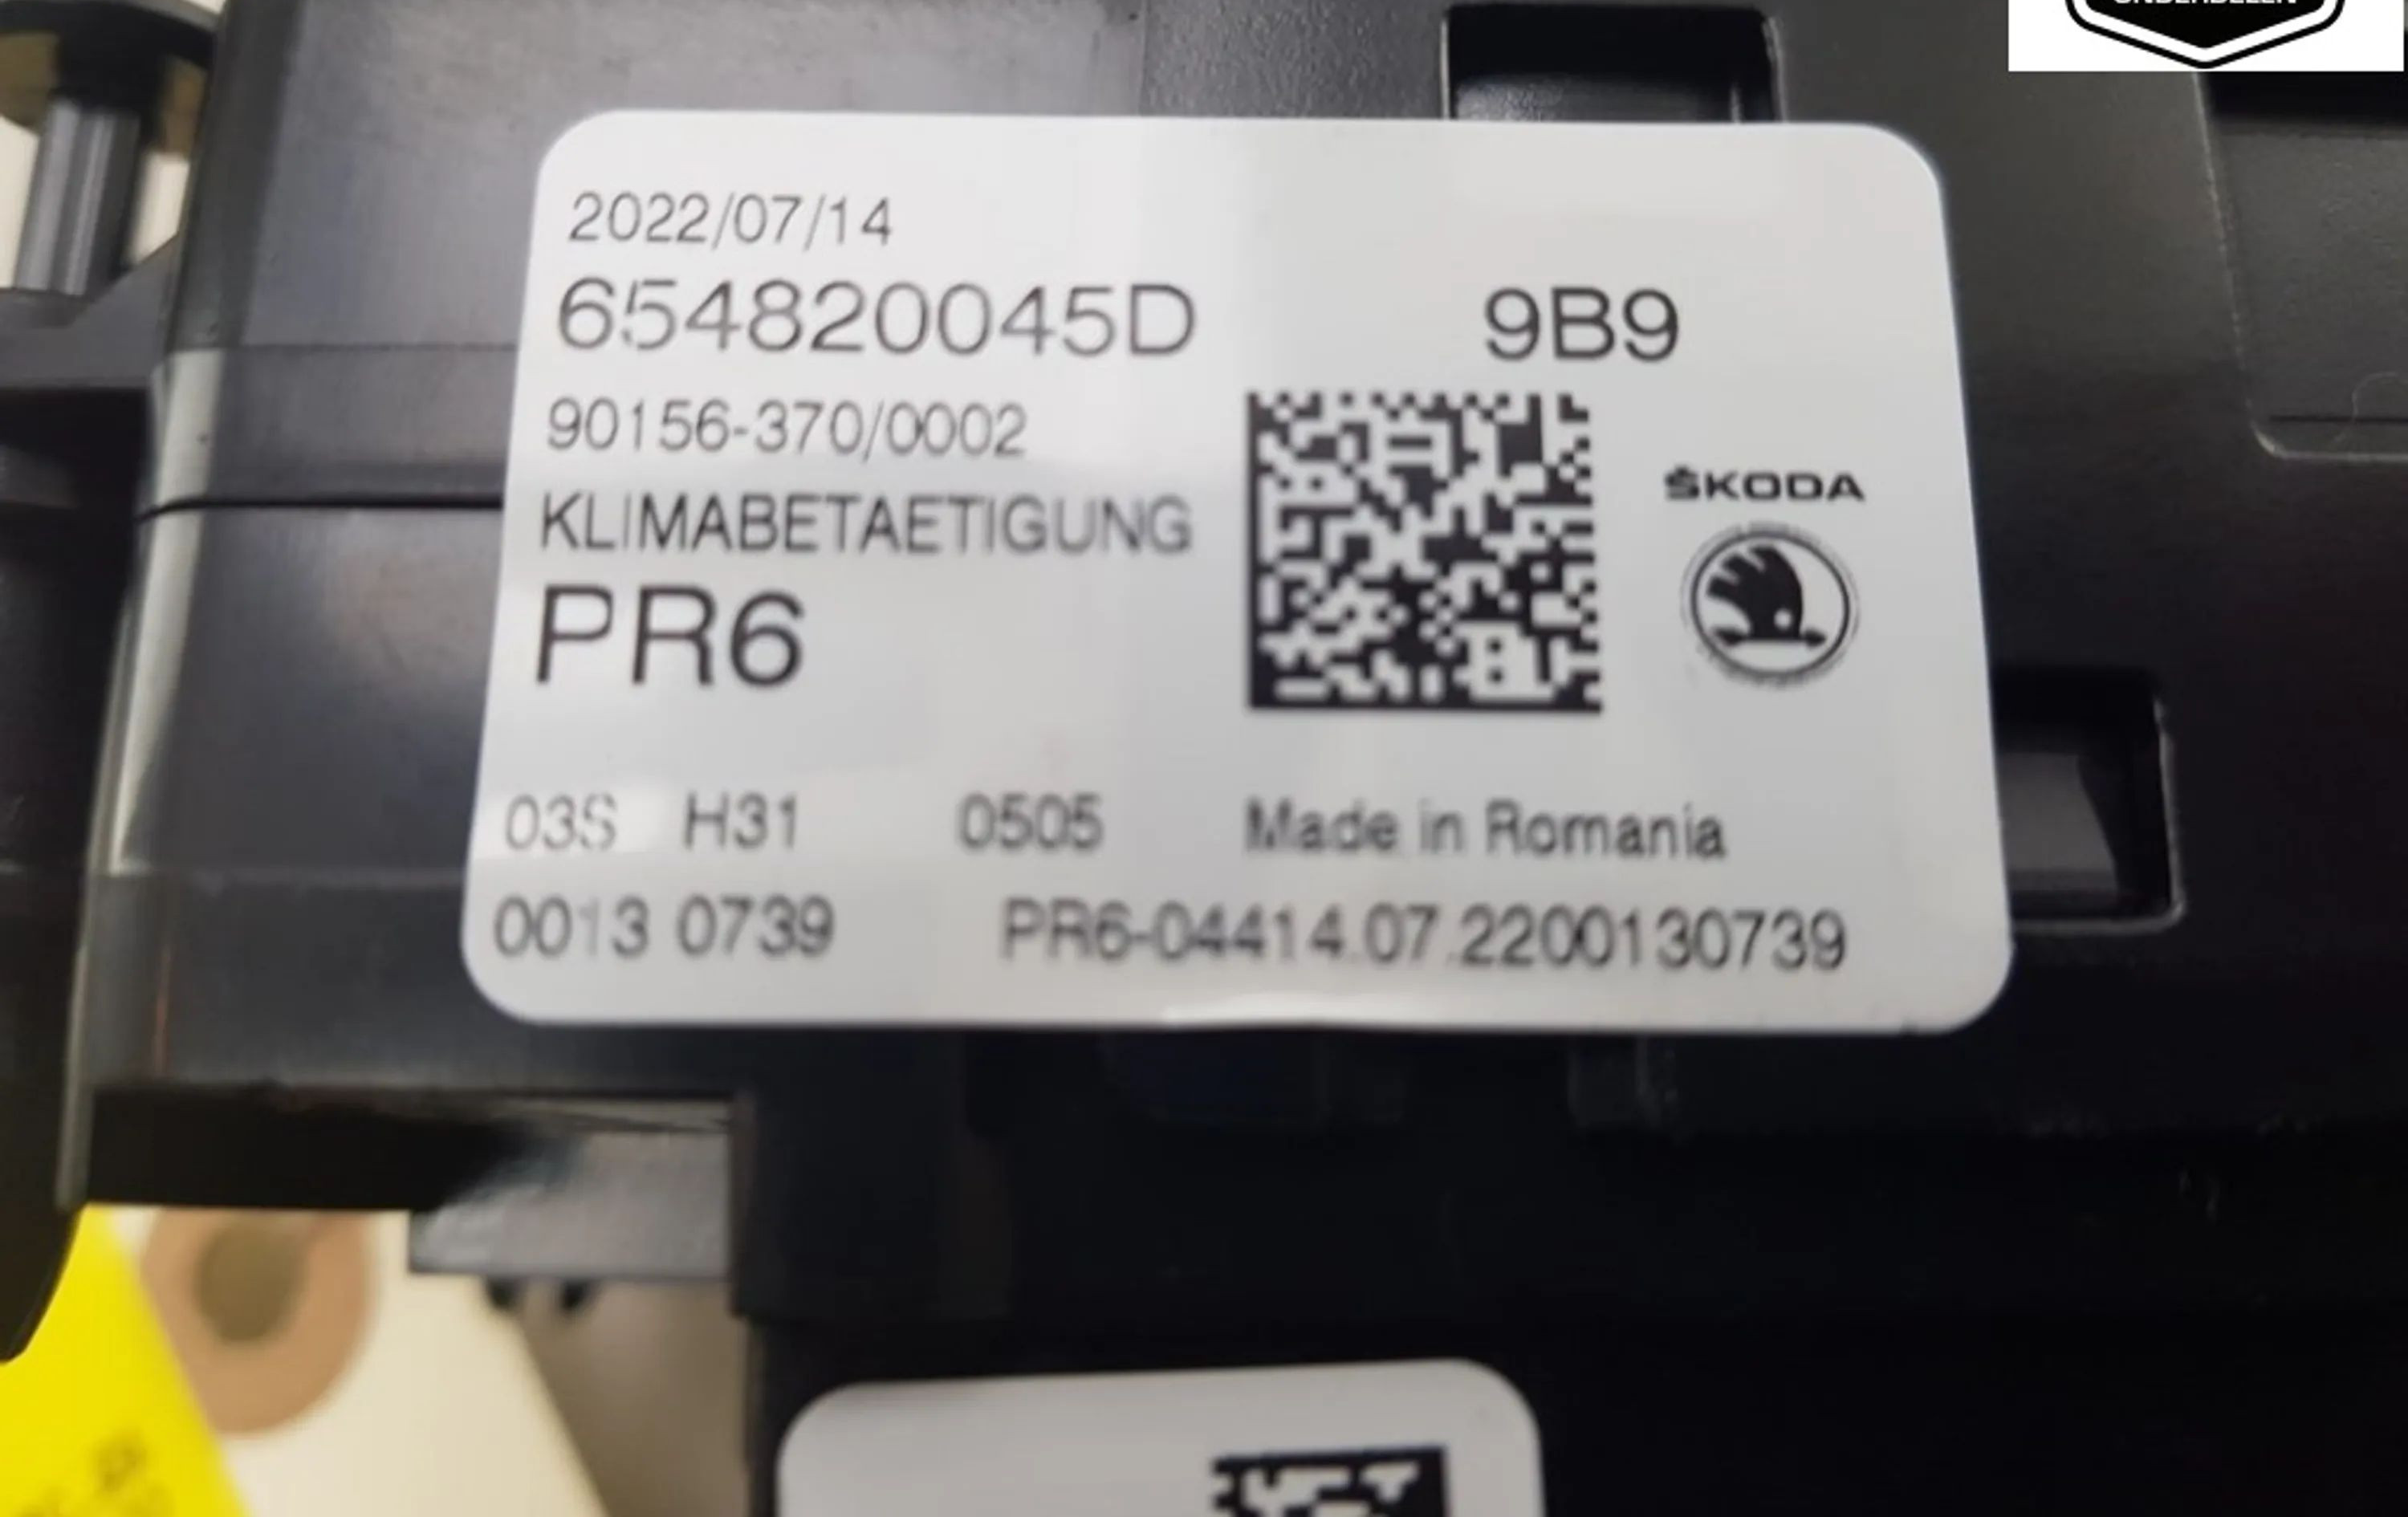 2022/07/14
654820045D 9B9
90156-370/0002
KLIMABETAETIGUNG
ŠKODA
PR6
03S H31 0505 Made in Romania
0013 0739 PR6-04414.07.2200130739